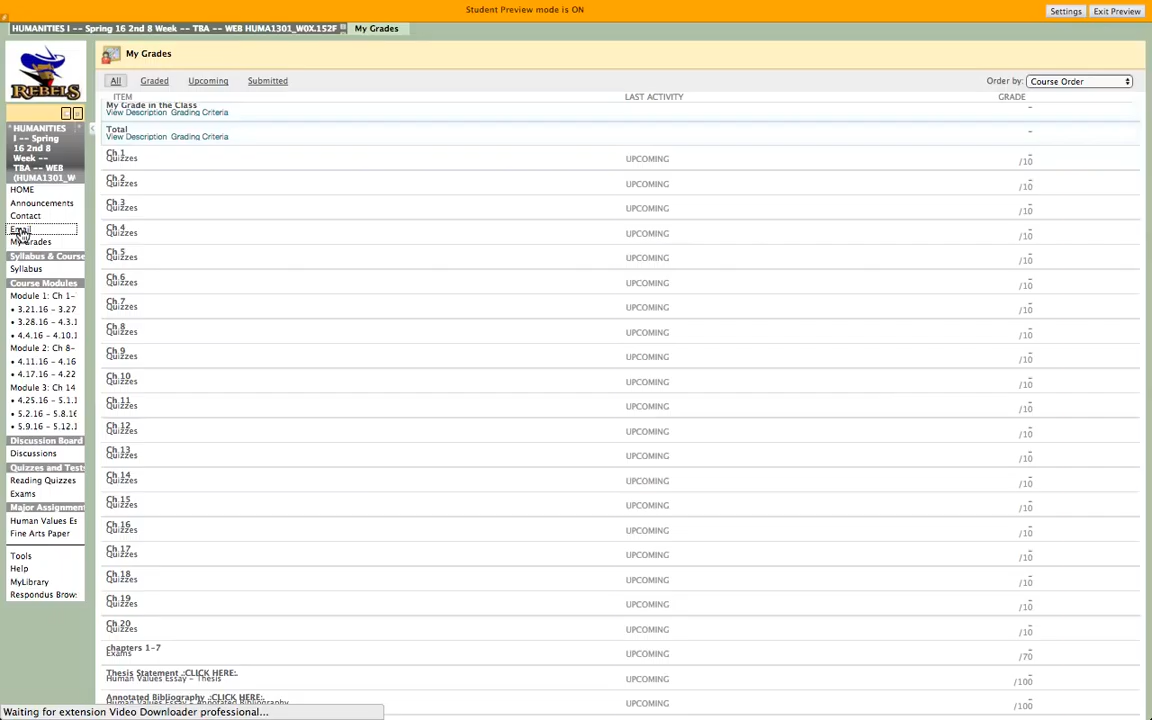 Student Preview mode is ON
Settings
Exit Preview
HUMANITIES I -- Spring 16 2nd 8 Week -- TBA -- WEB HUMA1301_W0X.152F
My Grades
REBELS
HUMANITIES
I -- Spring
16 2nd 8
Week --
TBA -- WEB
(HUMA1301_W
HOME
Announcements
Contact
Email
My Grades
Syllabus & Course
Syllabus
Course Modules
Module 1: Ch 1-
• 3.21.16 - 3.27
• 3.28.16 - 4.3.1
• 4.4.16 - 4.10.1
Module 2: Ch 8-
• 4.11.16 - 4.16
• 4.17.16 - 4.22
Module 3: Ch 14
• 4.25.16 - 5.1.1
• 5.2.16 - 5.8.16
• 5.9.16 - 5.12.1
Discussion Board
Discussions
Quizzes and Tests
Reading Quizzes
Exams
Major Assignmen
Human Values Es
Fine Arts Paper
Tools
Help
MyLibrary
Respondus Brow:
My Grades
All Graded Upcoming Submitted
Order by: Course Order
ITEM LAST ACTIVITY GRADE
My Grade in the Class -
View Description Grading Criteria
Total -
View Description Grading Criteria
Ch 1 -
Quizzes UPCOMING /10
Ch 2 -
Quizzes UPCOMING /10
Ch 3 -
Quizzes UPCOMING /10
Ch 4 -
Quizzes UPCOMING /10
Ch 5 -
Quizzes UPCOMING /10
Ch 6 -
Quizzes UPCOMING /10
Ch 7 -
Quizzes UPCOMING /10
Ch 8 -
Quizzes UPCOMING /10
Ch 9 -
Quizzes UPCOMING /10
Ch 10 -
Quizzes UPCOMING /10
Ch 11 -
Quizzes UPCOMING /10
Ch 12 -
Quizzes UPCOMING /10
Ch 13 -
Quizzes UPCOMING /10
Ch 14 -
Quizzes UPCOMING /10
Ch 15 -
Quizzes UPCOMING /10
Ch 16 -
Quizzes UPCOMING /10
Ch 17 -
Quizzes UPCOMING /10
Ch 18 -
Quizzes UPCOMING /10
Ch 19 -
Quizzes UPCOMING /10
Ch 20 -
Quizzes UPCOMING /10
chapters 1-7 -
Exams UPCOMING /70
Thesis Statement .:CLICK HERE:. -
Human Values Essay - Thesis UPCOMING /100
Annotated Bibliography .:CLICK HERE:. -
Human Values Essay - Annotated Bibliography UPCOMING /100
Waiting for extension Video Downloader professional...